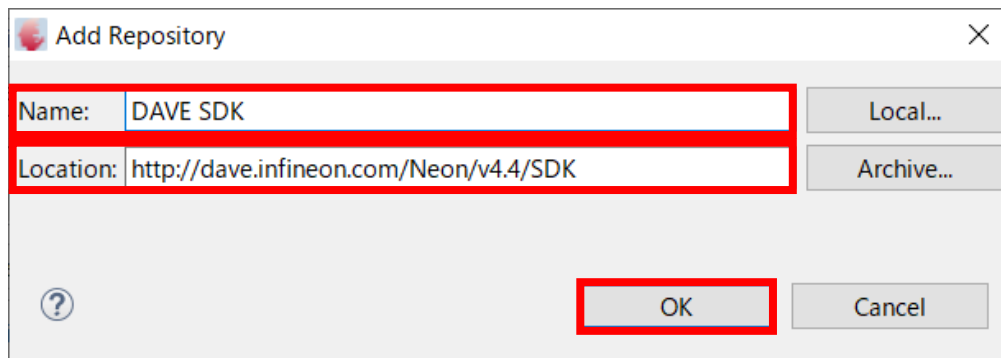 Add Repository
Name: DAVE SDK Local...
Location: http://dave.infineon.com/Neon/v4.4/SDK Archive...
? OK Cancel